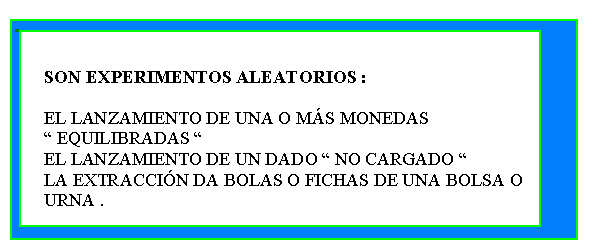 SON EXPERIMENTOS ALEATORIOS :
EL LANZAMIENTO DE UNA O MÁS MONEDAS
“ EQUILIBRADAS “
EL LANZAMIENTO DE UN DADO “ NO CARGADO “
LA EXTRACCIÓN DA BOLAS O FICHAS DE UNA BOLSA O
URNA .